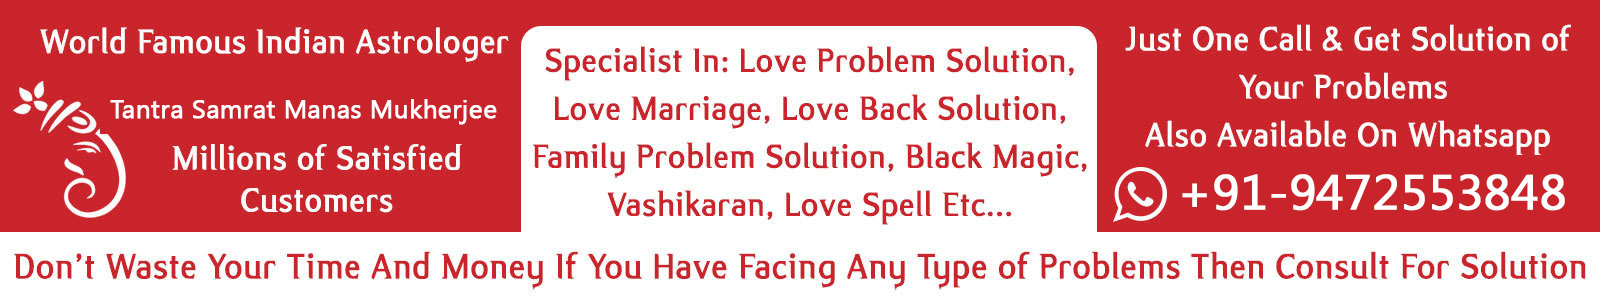 World Famous Indian Astrologer
Tantra Samrat Manas Mukherjee
Millions of Satisfied
Customers
Specialist In: Love Problem Solution,
Love Marriage, Love Back Solution,
Family Problem Solution, Black Magic,
Vashikaran, Love Spell Etc...
Just One Call & Get Solution of
Your Problems
Also Available On Whatsapp
+91-9472553848
Don't Waste Your Time And Money If You Have Facing Any Type of Problems Then Consult For Solution